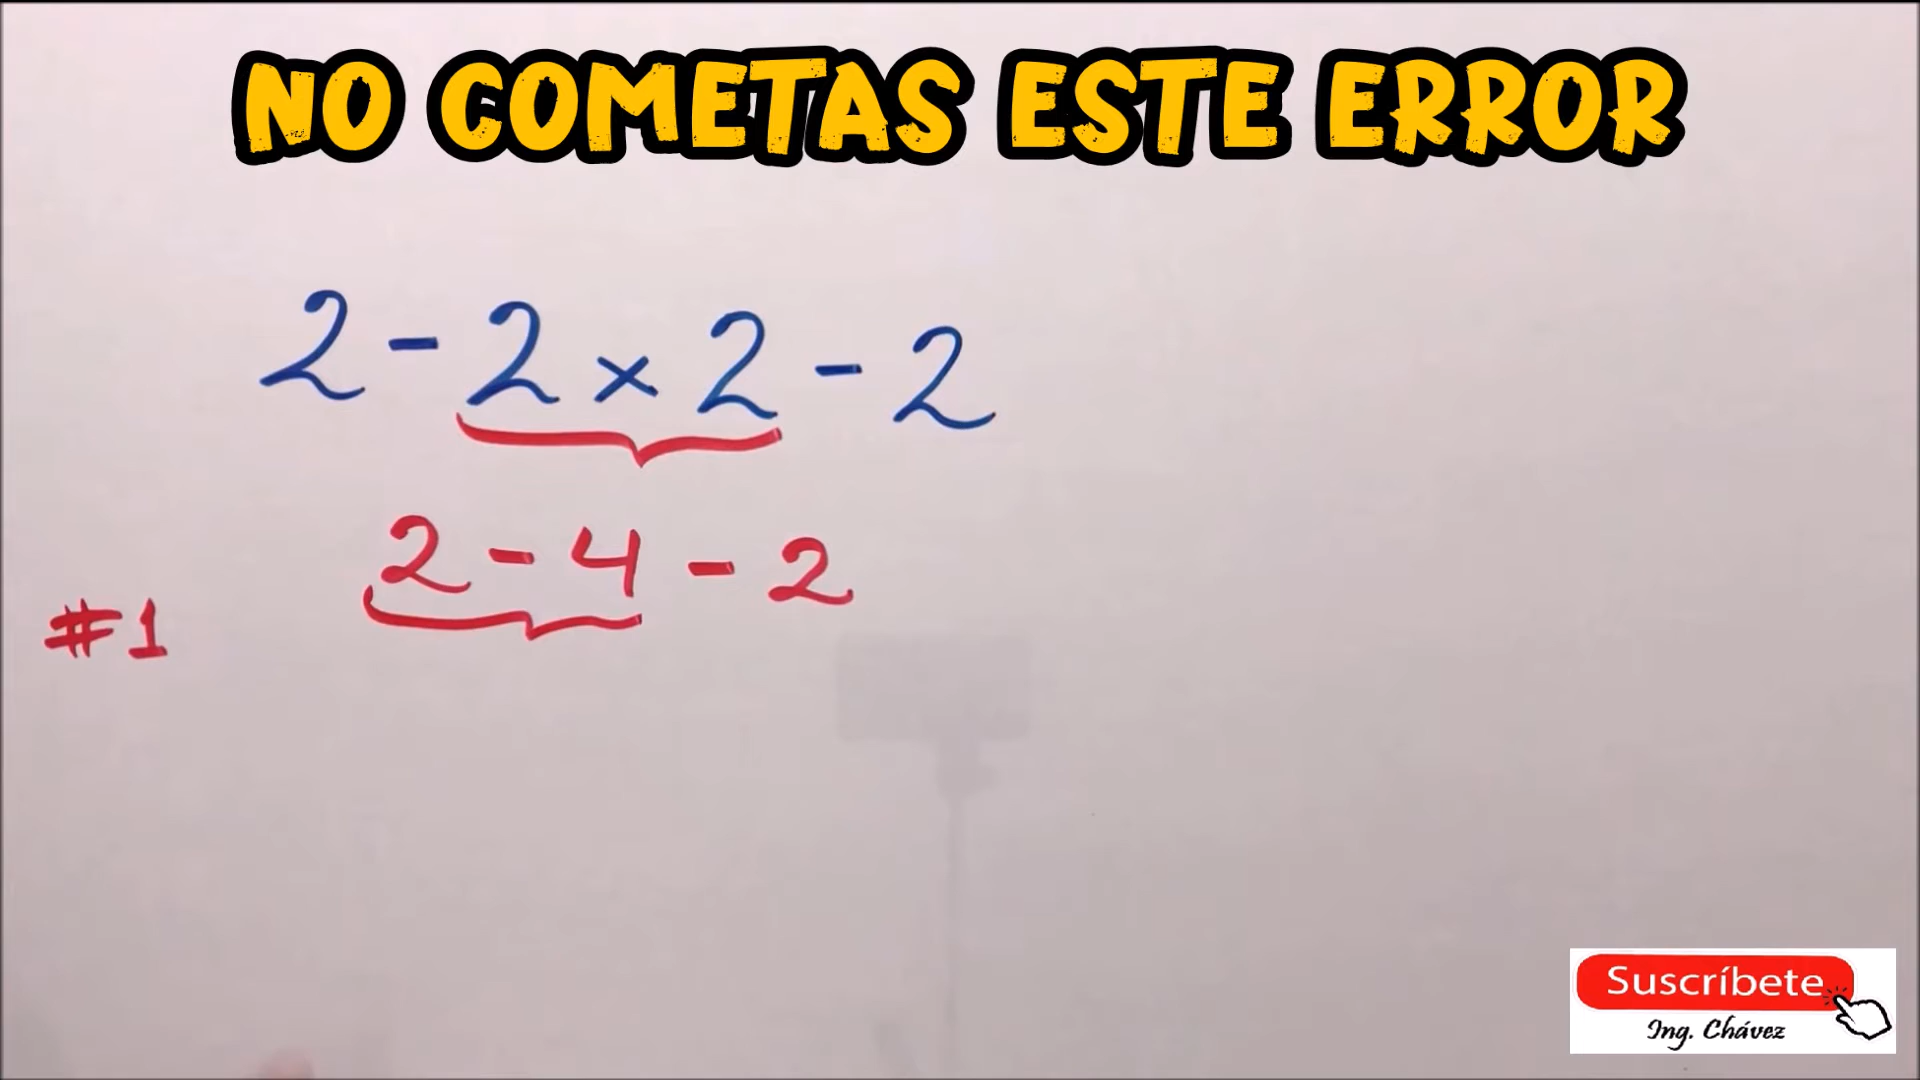 NO COMETAS ESTE ERROR
2 - 2 × 2 - 2
2 - 4 - 2
#1
Suscríbete
Ing. Chávez